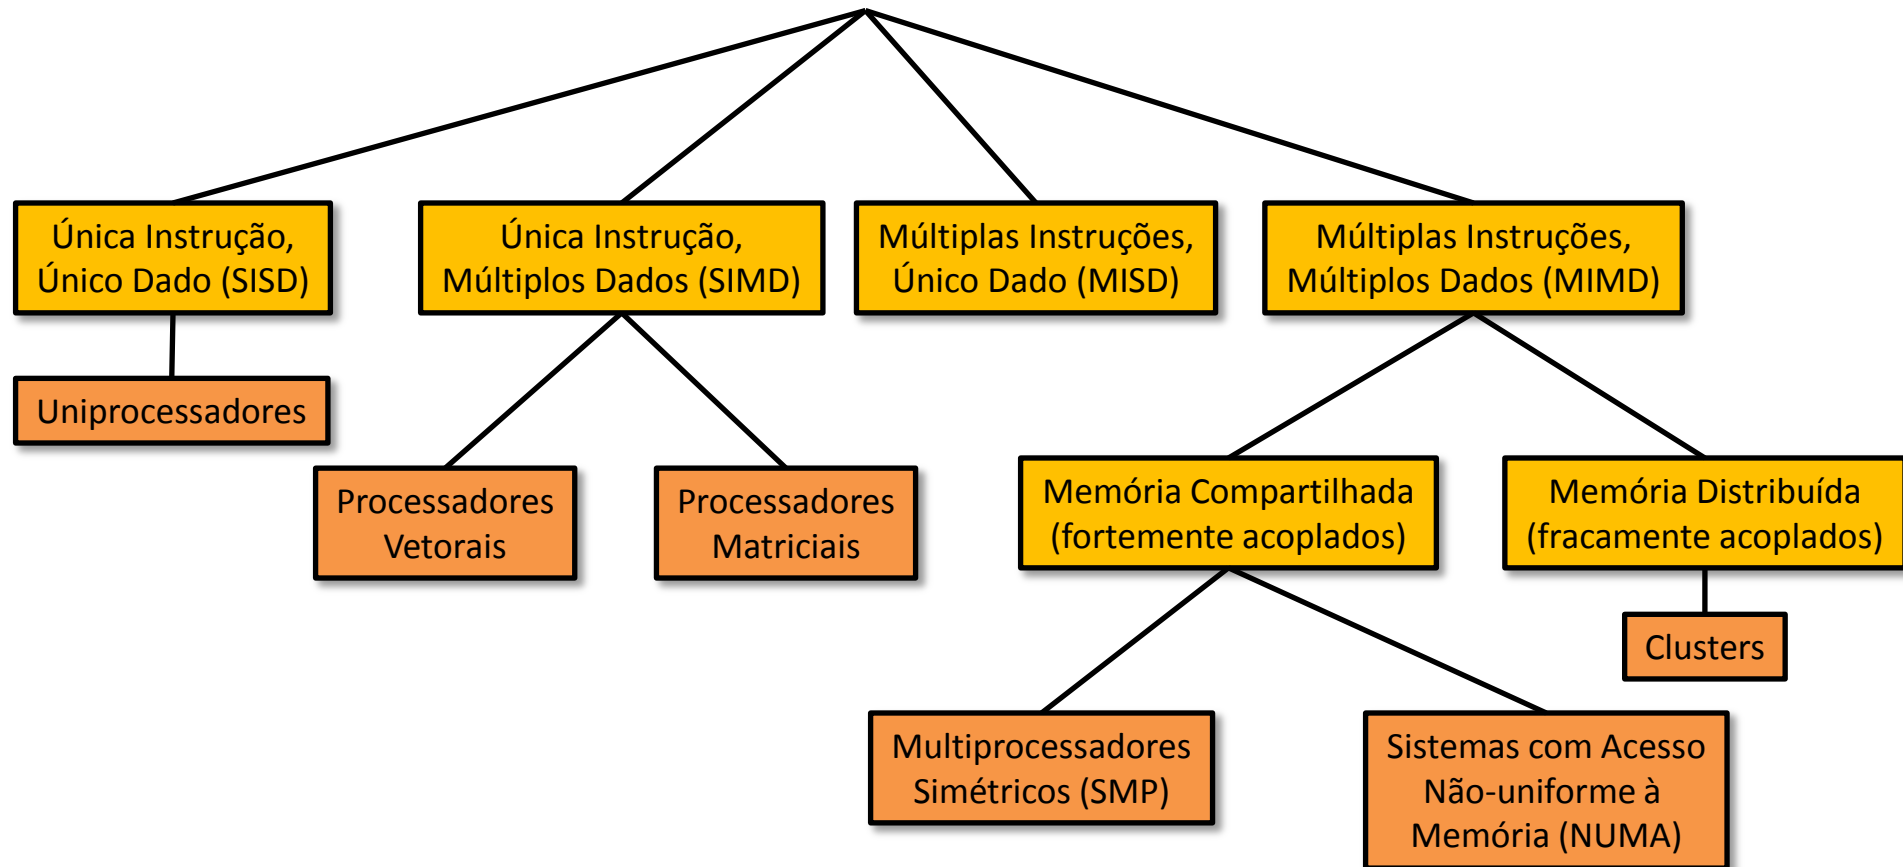 Única Instrução,
Único Dado (SISD)
Única Instrução,
Múltiplos Dados (SIMD)
Múltiplas Instruções,
Único Dado (MISD)
Múltiplas Instruções,
Múltiplos Dados (MIMD)
Uniprocessadores
Processadores
Vetorais
Processadores
Matriciais
Memória Compartilhada
(fortemente acoplados)
Memória Distribuída
(fracamente acoplados)
Clusters
Multiprocessadores
Simétricos (SMP)
Sistemas com Acesso
Não-uniforme à
Memória (NUMA)